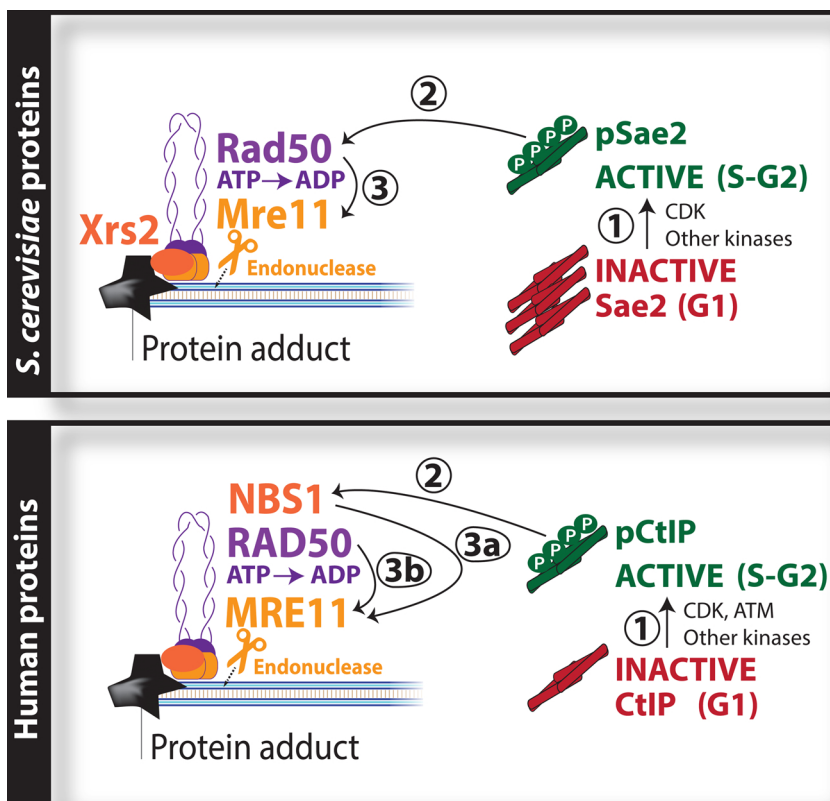 S. cerevisiae proteins
2
Rad50
ATP→ADP
Mre11
3
Xrs2
Endonuclease
Protein adduct
P P P P
pSae2
ACTIVE (S-G2)
1
CDK
Other kinases
INACTIVE
Sae2 (G1)
Human proteins
2
NBS1
RAD50
ATP→ADP
MRE11
3b
3a
Endonuclease
Protein adduct
P P P P
pCtIP
ACTIVE (S-G2)
1
CDK, ATM
Other kinases
INACTIVE
CtIP (G1)